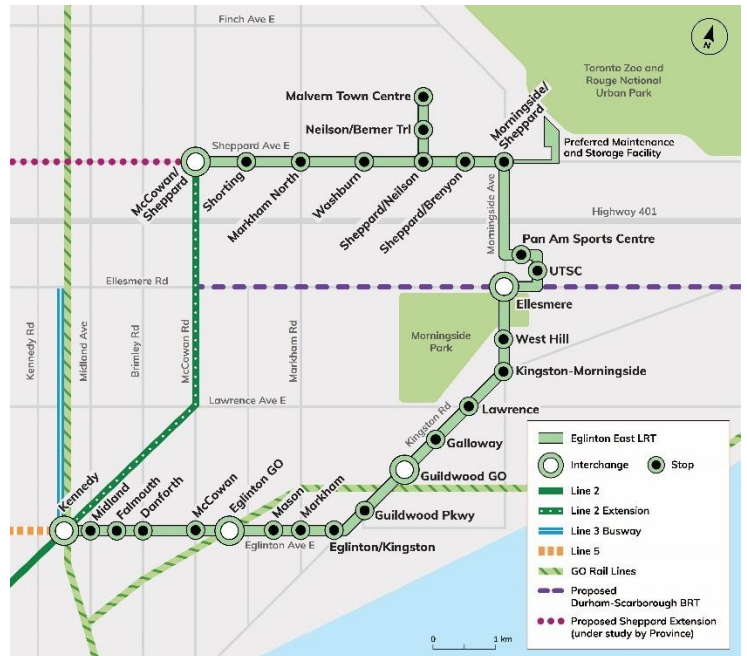 Finch Ave E
N
Toronto Zoo and
Rouge National
Urban Park
Malvern Town Centre
Neilson/Berner Trl
Morningside/
Sheppard
Preferred Maintenance
and Storage Facility
Sheppard Ave E
McCowan/
Sheppard
Shorting
Markham North
Washburn
Sheppard/Neilson
Sheppard/Brenyon
Morningside Ave
Highway 401
Pan Am Sports Centre
UTSC
Ellesmere Rd
Ellesmere
Kennedy Rd
Midland Ave
Brimley Rd
McCowan Rd
Markham Rd
Morningside
Park
West Hill
Kingston-Morningside
Lawrence Ave E
Lawrence
Kingston Rd
Galloway
Guildwood GO
Guildwood Pkwy
Kennedy
Midland
Falmouth
Danforth
McCowan
Eglinton GO
Mason
Markham
Eglinton/Kingston
Eglinton Ave E
Eglinton East LRT
Interchange
Stop
Line 2
Line 2 Extension
Line 3 Busway
Line 5
GO Rail Lines
Proposed
Durham-Scarborough BRT
Proposed Sheppard Extension
(under study by Province)
0 1 km